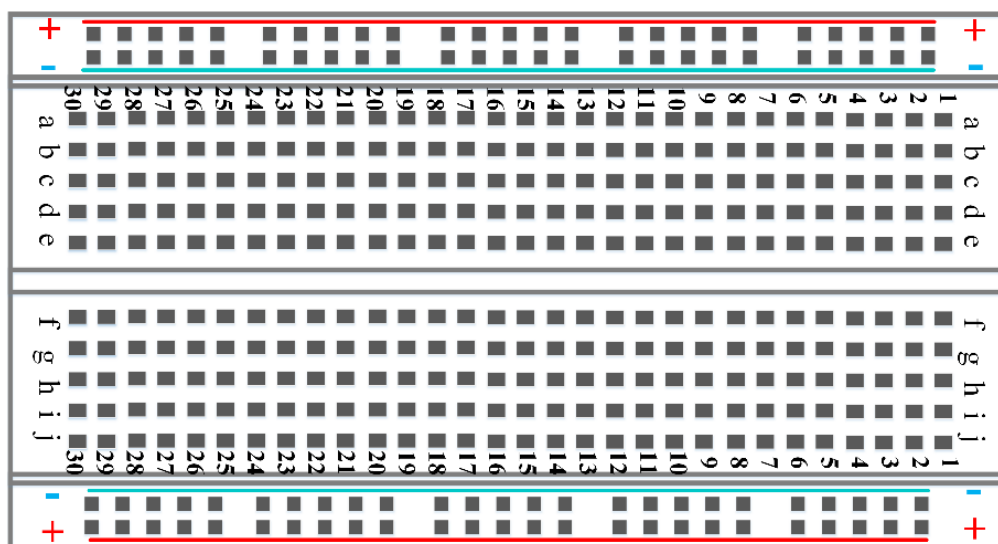 + +
- -
30 29 28 27 26 25 24 23 22 21 20 19 18 17 16 15 14 13 12 11 10 9 8 7 6 5 4 3 2 1
a a
b b
c c
d d
e e
f f
g g
h h
i i
j j
30 29 28 27 26 25 24 23 22 21 20 19 18 17 16 15 14 13 12 11 10 9 8 7 6 5 4 3 2 1
- -
+ +